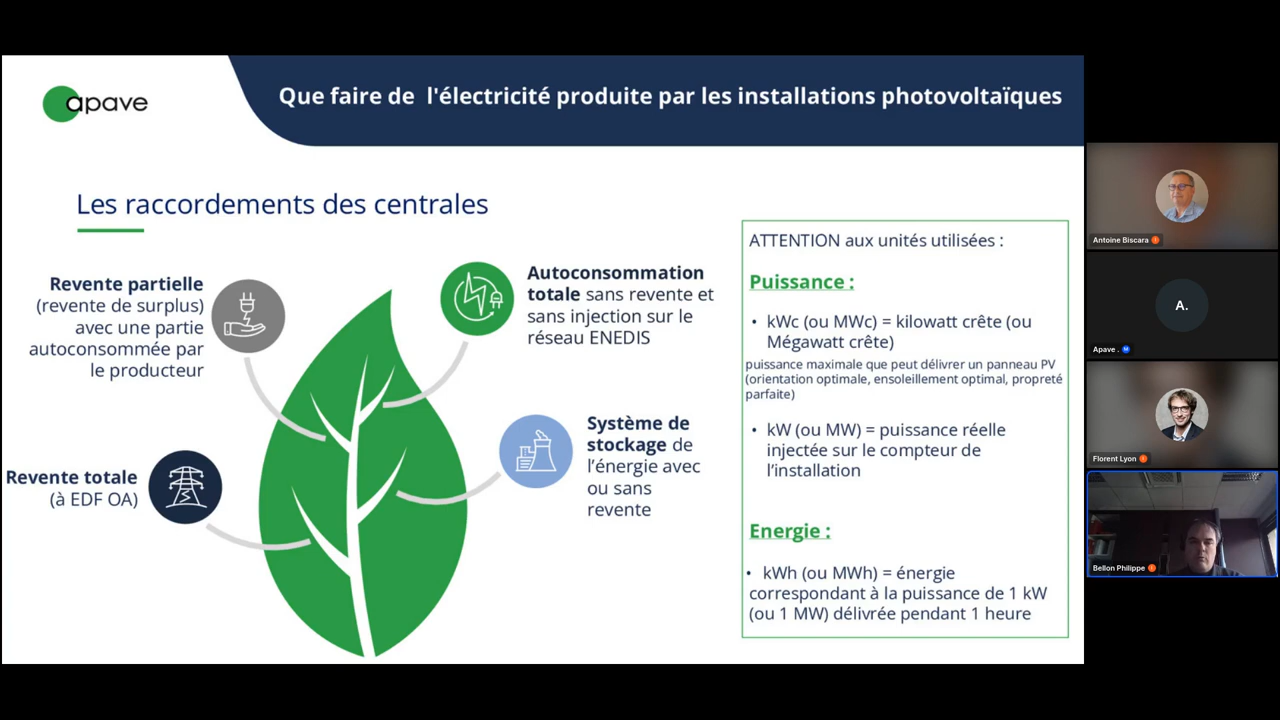 apave
Que faire de l'électricité produite par les installations photovoltaïques
Les raccordements des centrales
Revente partielle
(revente de surplus)
avec une partie
autoconsommée par
le producteur
Autoconsommation
totale sans revente et
sans injection sur le
réseau ENEDIS
Revente totale
(à EDF OA)
Système de
stockage de
l'énergie avec
ou sans
revente
ATTENTION aux unités utilisées :
Puissance :
• kWc (ou MWc) = kilowatt crête (ou
Mégawatt crête)
puissance maximale que peut délivrer un panneau PV
(orientation optimale, ensoleillement optimal, propreté
parfaite)
• kW (ou MW) = puissance réelle
injectée sur le compteur de
l'installation
Energie :
• kWh (ou MWh) = énergie
correspondant à la puissance de 1 kW
(ou 1 MW) délivrée pendant 1 heure
Antoine Biscara
A.
Apave .
Florent Lyon
Bellon Philippe